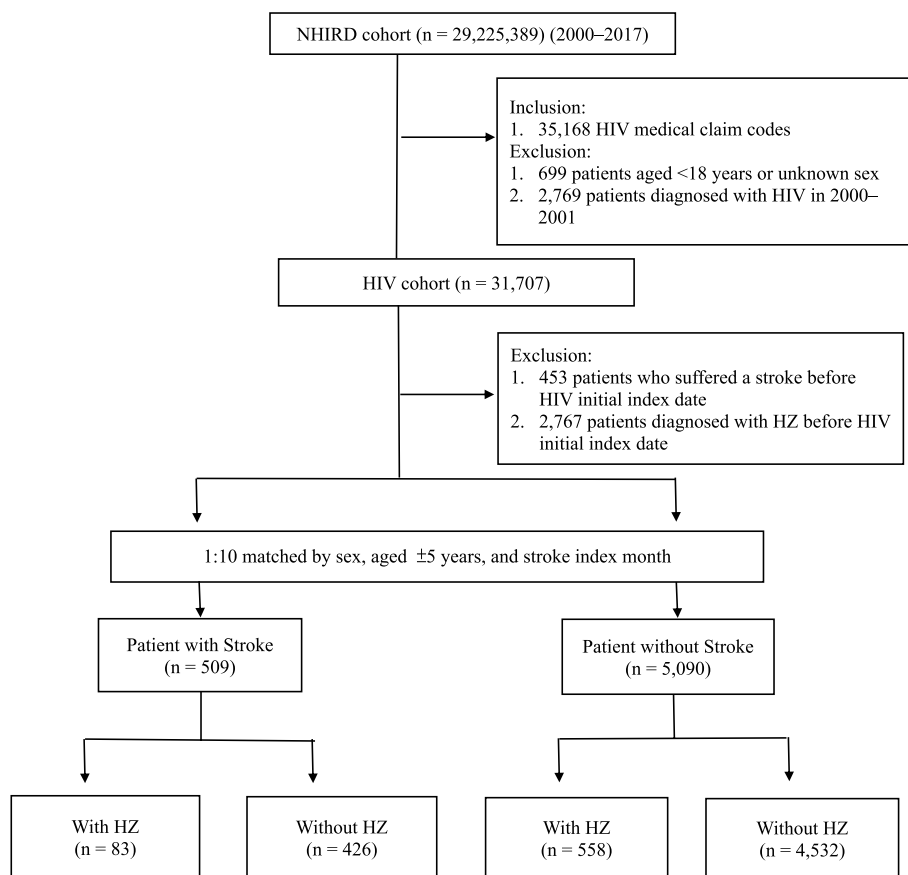 NHIRD cohort (n = 29,225,389) (2000–2017)
Inclusion:
1. 35,168 HIV medical claim codes
Exclusion:
1. 699 patients aged <18 years or unknown sex
2. 2,769 patients diagnosed with HIV in 2000–
2001
HIV cohort (n = 31,707)
Exclusion:
1. 453 patients who suffered a stroke before
HIV initial index date
2. 2,767 patients diagnosed with HZ before HIV
initial index date
1:10 matched by sex, aged ±5 years, and stroke index month
Patient with Stroke
(n = 509)
Patient without Stroke
(n = 5,090)
With HZ
(n = 83)
Without HZ
(n = 426)
With HZ
(n = 558)
Without HZ
(n = 4,532)